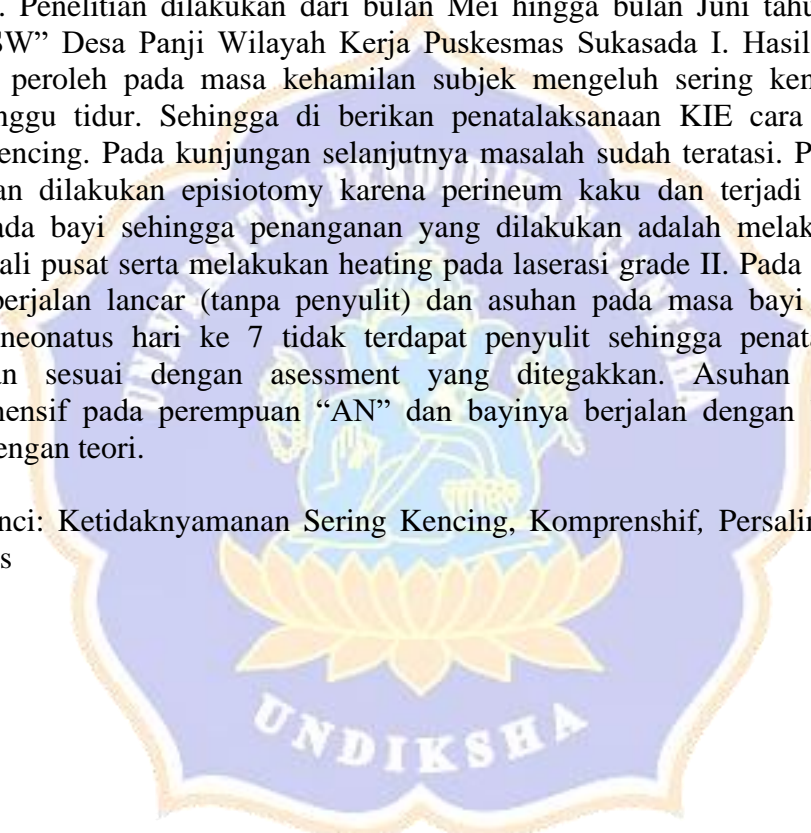 . Penelitian dilakukan dari bulan Mei hingga bulan Juni tahu
SW” Desa Panji Wilayah Kerja Puskesmas Sukasada I. Hasil
peroleh pada masa kehamilan subjek mengeluh sering ken
nggu tidur. Sehingga di berikan penatalaksanaan KIE cara
encing. Pada kunjungan selanjutnya masalah sudah teratasi. P
an dilakukan episiotomy karena perineum kaku dan terjadi
ada bayi sehingga penanganan yang dilakukan adalah melak
ali pusat serta melakukan heating pada laserasi grade II. Pada
berjalan lancar (tanpa penyulit) dan asuhan pada masa bayi
neonatus hari ke 7 tidak terdapat penyulit sehingga penat
an sesuai dengan asessment yang ditegakkan. Asuhan
hensif pada perempuan “AN” dan bayinya berjalan dengan
engan teori.
nci: Ketidaknyamanan Sering Kencing, Komprenshif, Persalin
s
UNIVERSITAS PENDIDIKAN GANESHA
UNDIKSHA